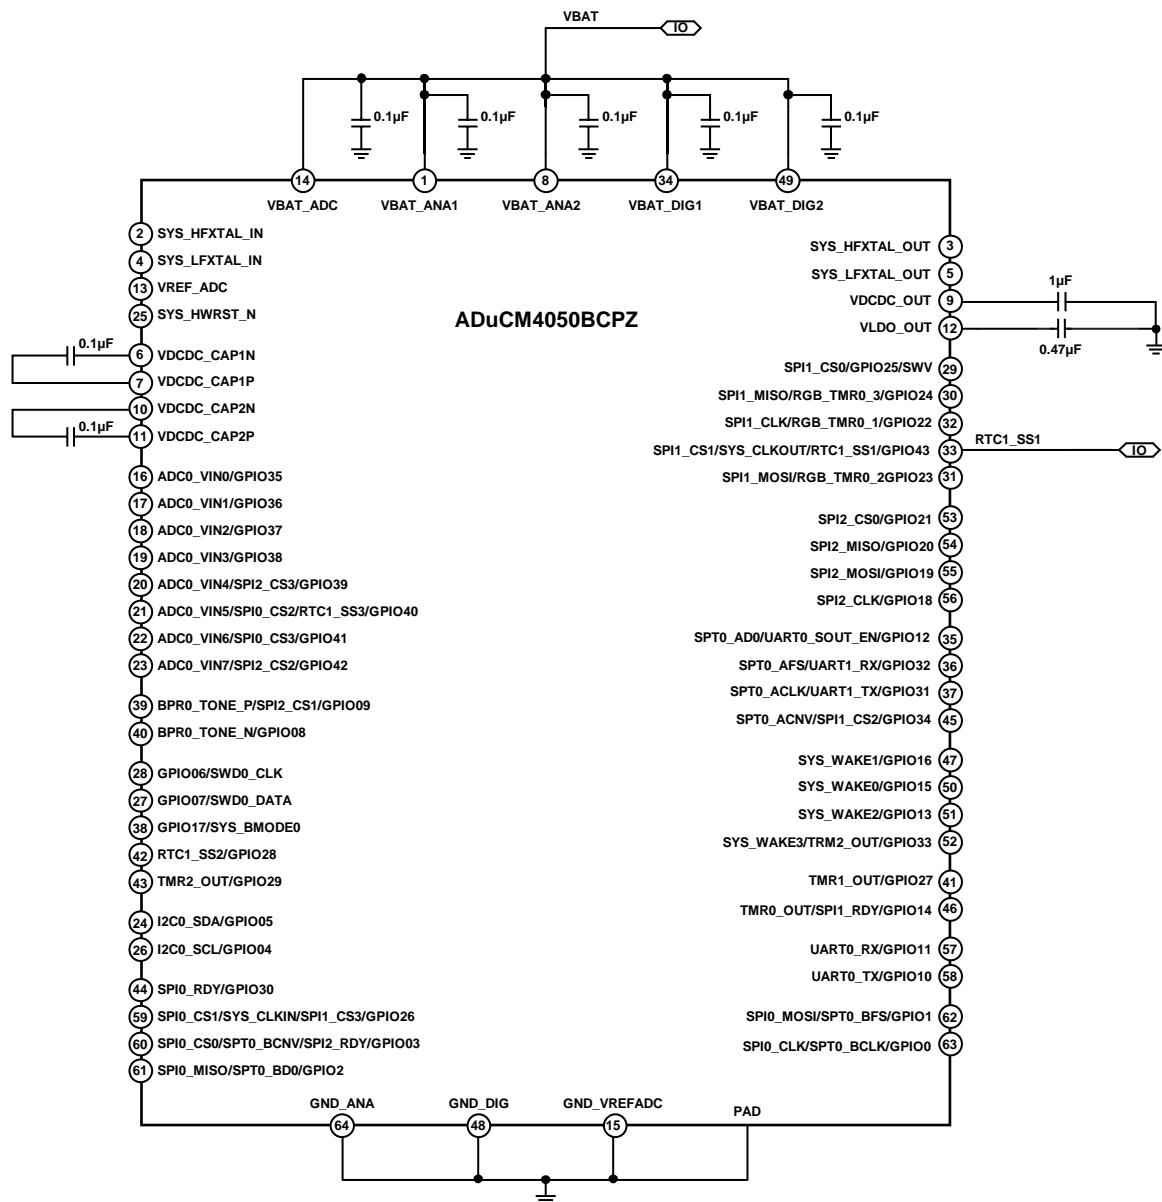 VBAT
IO
0.1µF 0.1µF 0.1µF 0.1µF 0.1µF
14 1 8 34 49
VBAT_ADC VBAT_ANA1 VBAT_ANA2 VBAT_DIG1 VBAT_DIG2
ADuCM4050BCPZ
2 SYS_HFXTAL_IN
4 SYS_LFXTAL_IN
13 VREF_ADC
25 SYS_HWRST_N
0.1µF
6 VDCDC_CAP1N
7 VDCDC_CAP1P
10 VDCDC_CAP2N
0.1µF
11 VDCDC_CAP2P
16 ADC0_VIN0/GPIO35
17 ADC0_VIN1/GPIO36
18 ADC0_VIN2/GPIO37
19 ADC0_VIN3/GPIO38
20 ADC0_VIN4/SPI2_CS3/GPIO39
21 ADC0_VIN5/SPI0_CS2/RTC1_SS3/GPIO40
22 ADC0_VIN6/SPI0_CS3/GPIO41
23 ADC0_VIN7/SPI2_CS2/GPIO42
39 BPR0_TONE_P/SPI2_CS1/GPIO09
40 BPR0_TONE_N/GPIO08
28 GPIO06/SWD0_CLK
27 GPIO07/SWD0_DATA
38 GPIO17/SYS_BMODE0
42 RTC1_SS2/GPIO28
43 TMR2_OUT/GPIO29
24 I2C0_SDA/GPIO05
26 I2C0_SCL/GPIO04
44 SPI0_RDY/GPIO30
59 SPI0_CS1/SYS_CLKIN/SPI1_CS3/GPIO26
60 SPI0_CS0/SPT0_BCNV/SPI2_RDY/GPIO03
61 SPI0_MISO/SPT0_BD0/GPIO2
SYS_HFXTAL_OUT 3
SYS_LFXTAL_OUT 5
1µF
VDCDC_OUT 9
VLDO_OUT 12
0.47µF
SPI1_CS0/GPIO25/SWV 29
SPI1_MISO/RGB_TMR0_3/GPIO24 30
SPI1_CLK/RGB_TMR0_1/GPIO22 32
SPI1_CS1/SYS_CLKOUT/RTC1_SS1/GPIO43 33
RTC1_SS1
IO
SPI1_MOSI/RGB_TMR0_2GPIO23 31
SPI2_CS0/GPIO21 53
SPI2_MISO/GPIO20 54
SPI2_MOSI/GPIO19 55
SPI2_CLK/GPIO18 56
SPT0_AD0/UART0_SOUT_EN/GPIO12 35
SPT0_AFS/UART1_RX/GPIO32 36
SPT0_ACLK/UART1_TX/GPIO31 37
SPT0_ACNV/SPI1_CS2/GPIO34 45
SYS_WAKE1/GPIO16 47
SYS_WAKE0/GPIO15 50
SYS_WAKE2/GPIO13 51
SYS_WAKE3/TRM2_OUT/GPIO33 52
TMR1_OUT/GPIO27 41
TMR0_OUT/SPI1_RDY/GPIO14 46
UART0_RX/GPIO11 57
UART0_TX/GPIO10 58
SPI0_MOSI/SPT0_BFS/GPIO1 62
SPI0_CLK/SPT0_BCLK/GPIO0 63
GND_ANA GND_DIG GND_VREFADC PAD
64 48 15